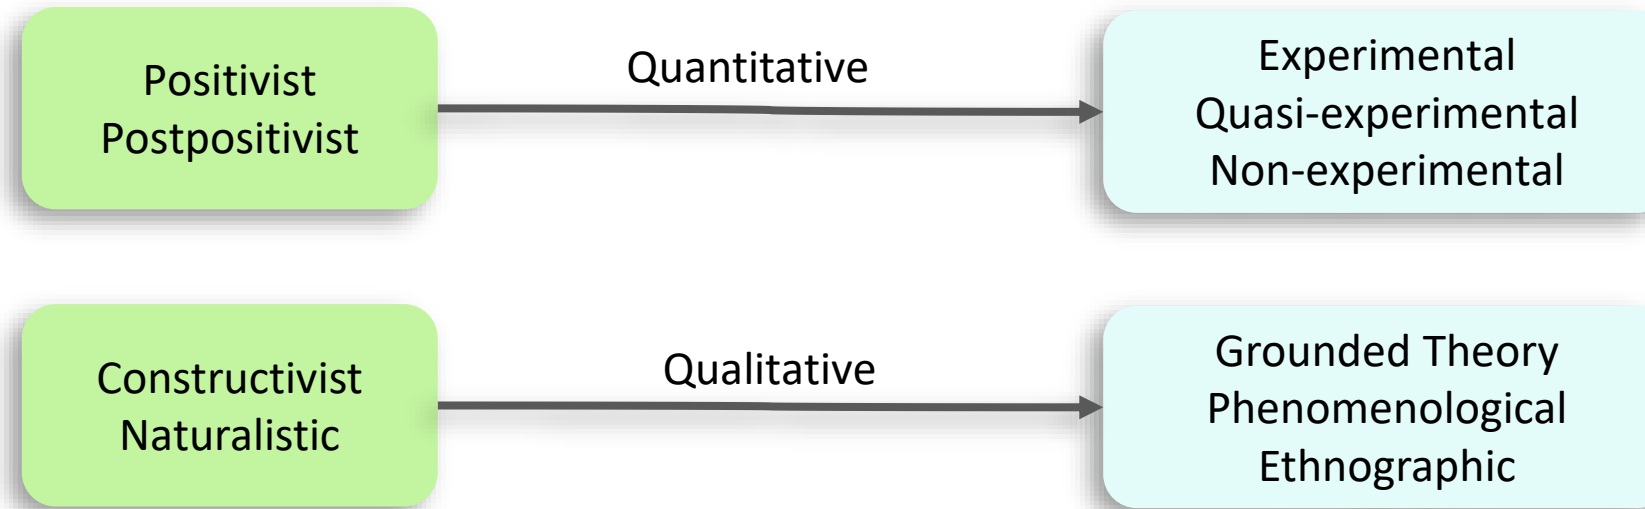 Positivist
Postpositivist
Quantitative
Experimental
Quasi-experimental
Non-experimental
Constructivist
Naturalistic
Qualitative
Grounded Theory
Phenomenological
Ethnographic